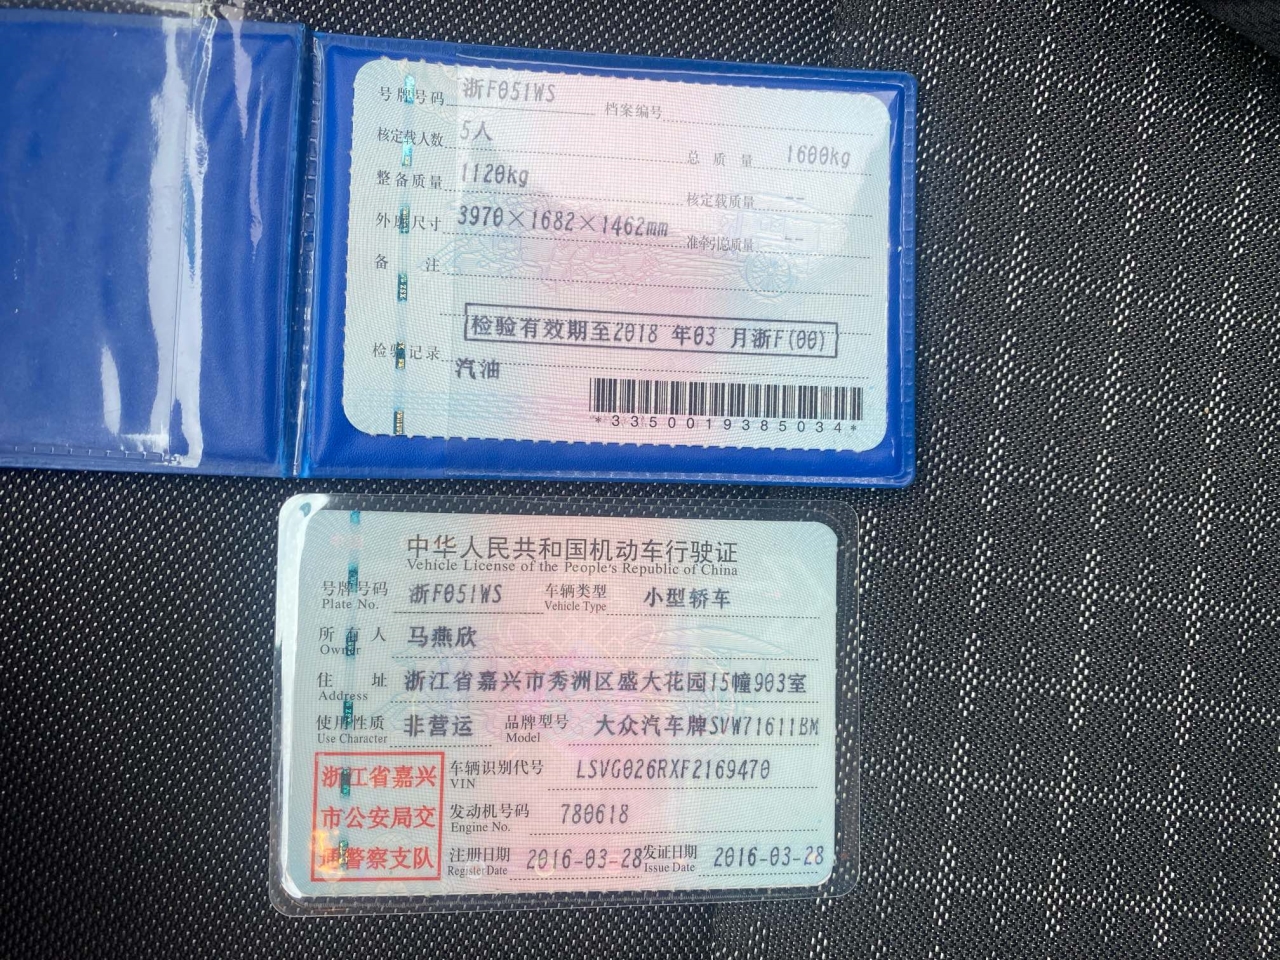 号牌号码 浙F051WS 档案编号
核定载人数 5人 总质量 1600kg
整备质量 1120kg 核定载质量 --
外廓尺寸 3970×1682×1462mm 准牵引总质量 --
备注
检验有效期至2018 年03 月浙F(00)
检验记录
汽油
*3350019385034*
中华人民共和国机动车行驶证
Vehicle License of the People's Republic of China
号牌号码 浙F051WS 车辆类型 小型轿车
Plate No. Vehicle Type
所有人 马燕欣
Owner
住址 浙江省嘉兴市秀洲区盛大花园15幢903室
Address
使用性质 非营运 品牌型号 大众汽车牌SVW71611BM
Use Character Model
浙江省嘉兴
市公安局交
通警察支队
车辆识别代号 LSVG026RXF2169470
VIN
发动机号码 780618
Engine No.
注册日期 2016-03-28 发证日期 2016-03-28
Register Date Issue Date